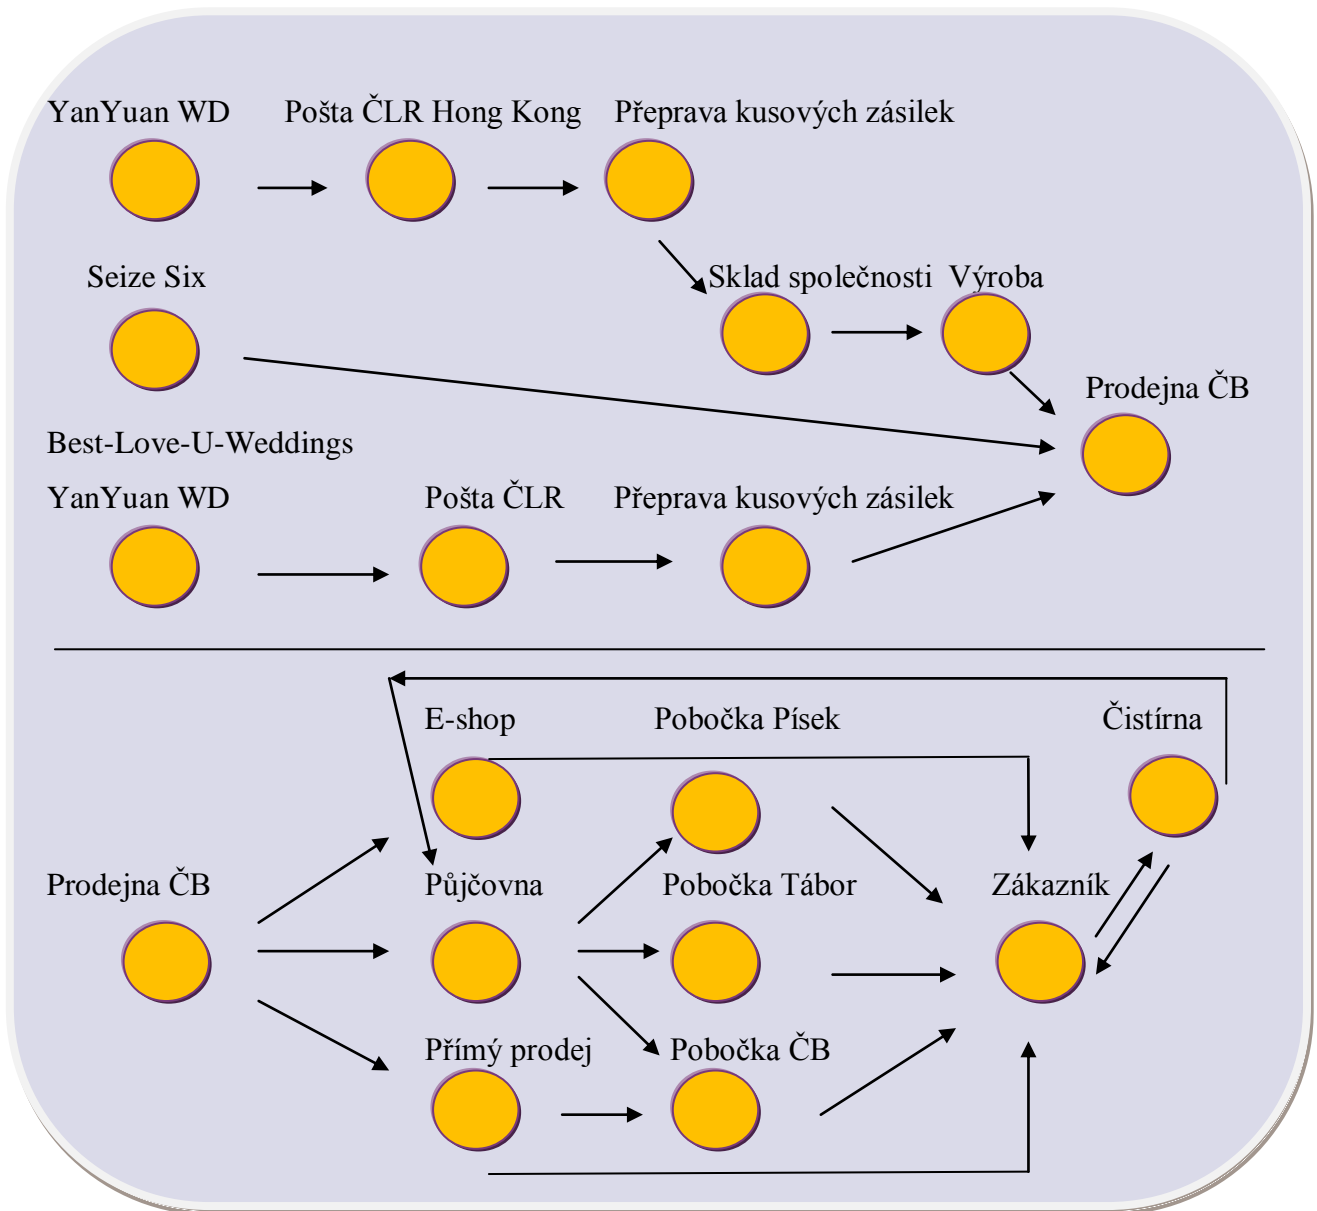 YanYuan WD Pošta ČLR Hong Kong Přeprava kusových zásilek
Seize Six Sklad společnosti Výroba
Prodejna ČB
Best-Love-U-Weddings
YanYuan WD Pošta ČLR Přeprava kusových zásilek
E-shop Pobočka Písek Čistírna
Prodejna ČB Půjčovna Pobočka Tábor Zákazník
Přímý prodej Pobočka ČB